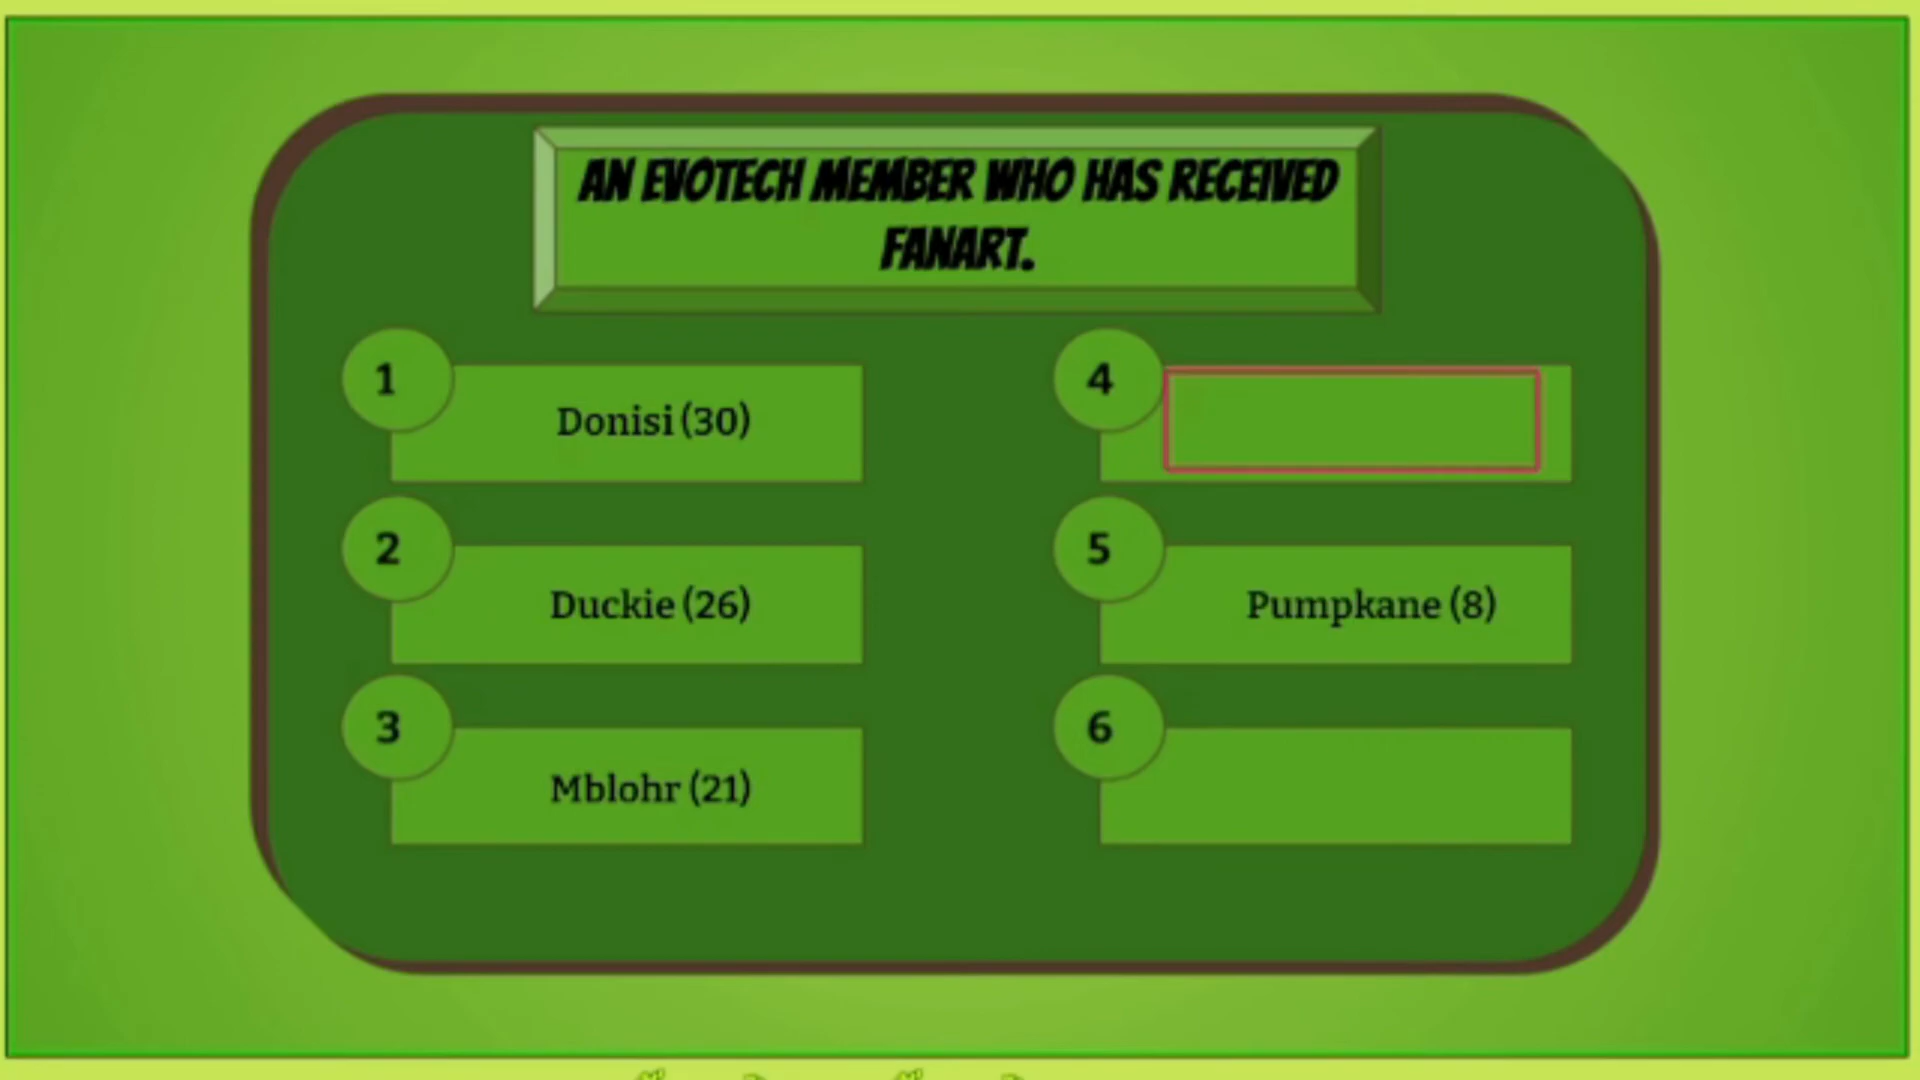 AN EVOTECH MEMBER WHO HAS RECEIVED
FANART.
1
Donisi (30)
2
Duckie (26)
3
Mblohr (21)
4
5
Pumpkane (8)
6